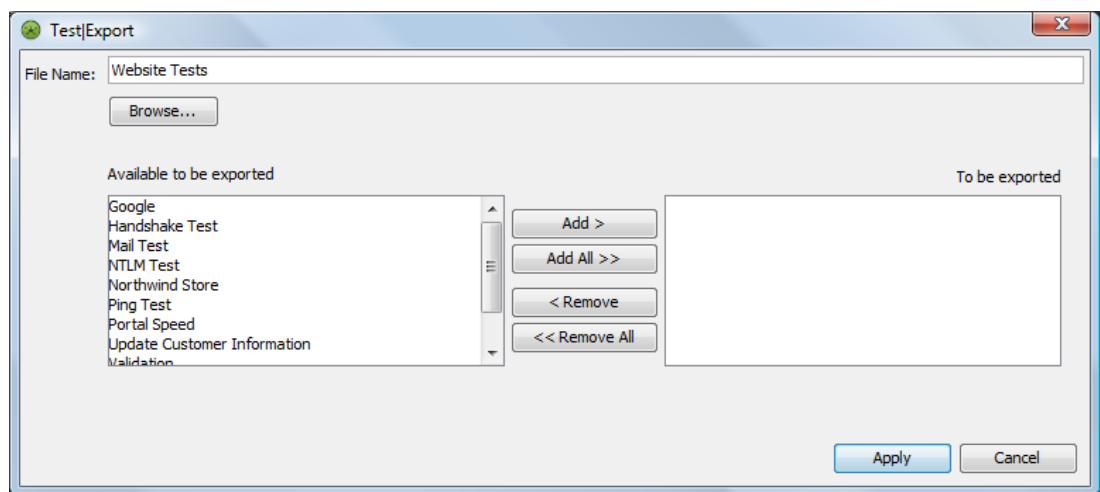 Test|Export
File Name:
Website Tests
Browse...
Available to be exported
To be exported
Google
Handshake Test
Mail Test
NTLM Test
Northwind Store
Ping Test
Portal Speed
Update Customer Information
Validation
Add >
Add All >>
< Remove
<< Remove All
Apply
Cancel